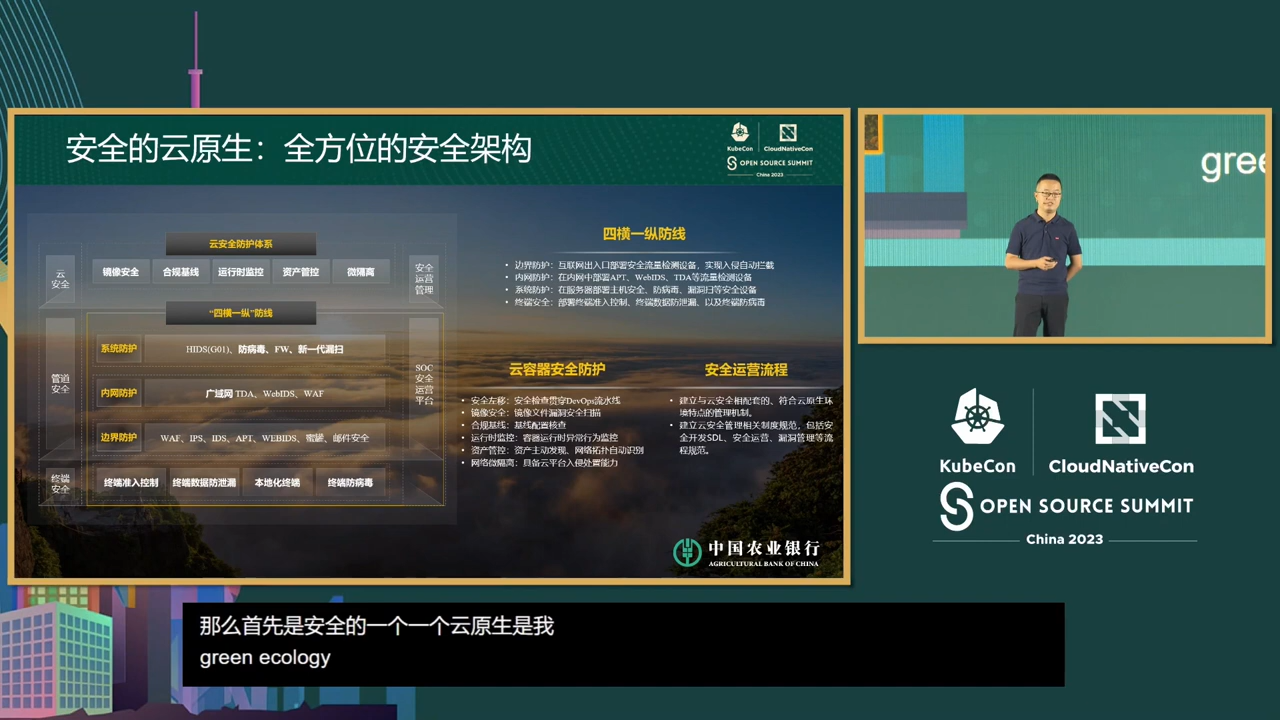 安全的云原生：全方位的安全架构
KubeCon
CloudNativeCon
OPEN SOURCE SUMMIT
China 2023
云安全防护体系
云
安全
镜像安全
合规基线
运行时监控
资产管控
微隔离
安全
运营
管理
“四横一纵”防线
管道
安全
系统防护
HIDS(G01)、防病毒、FW、新一代漏扫
内网防护
广域网 TDA、WebIDS、WAF
边界防护
WAF、IPS、IDS、APT、WEBIDS、蜜罐、邮件安全
SOC
安全
运营
平台
终端
安全
终端准入控制
终端数据防泄漏
本地化终端
终端防病毒
四横一纵防线
• 边界防护：互联网出入口部署安全流量检测设备，实现入侵自动拦截
• 内网防护：在内网中部署APT、WebIDS、TDA等流量检测设备
• 系统防护：在服务器部署主机安全、防病毒、漏洞扫等安全设备
• 终端安全：部署终端准入控制、终端数据防泄漏、以及终端防病毒
云容器安全防护
• 安全左移：安全检查贯穿DevOps流水线
• 镜像安全：镜像文件漏洞安全扫描
• 合规基线：基线配置核查
• 运行时监控：容器运行时异常行为监控
• 资产管控：资产主动发现、网络拓扑自动识别
• 网络微隔离：具备云平台入侵处置能力
安全运营流程
• 建立与云安全相配套的、符合云原生环
境特点的管理机制。
• 建立云安全管理相关制度规范，包括安
全开发SDL、安全运营、漏洞管理等流
程规范。
中国农业银行
AGRICULTURAL BANK OF CHINA
gree
KubeCon
CloudNativeCon
OPEN SOURCE SUMMIT
China 2023
那么首先是安全的一个一个云原生是我
green ecology